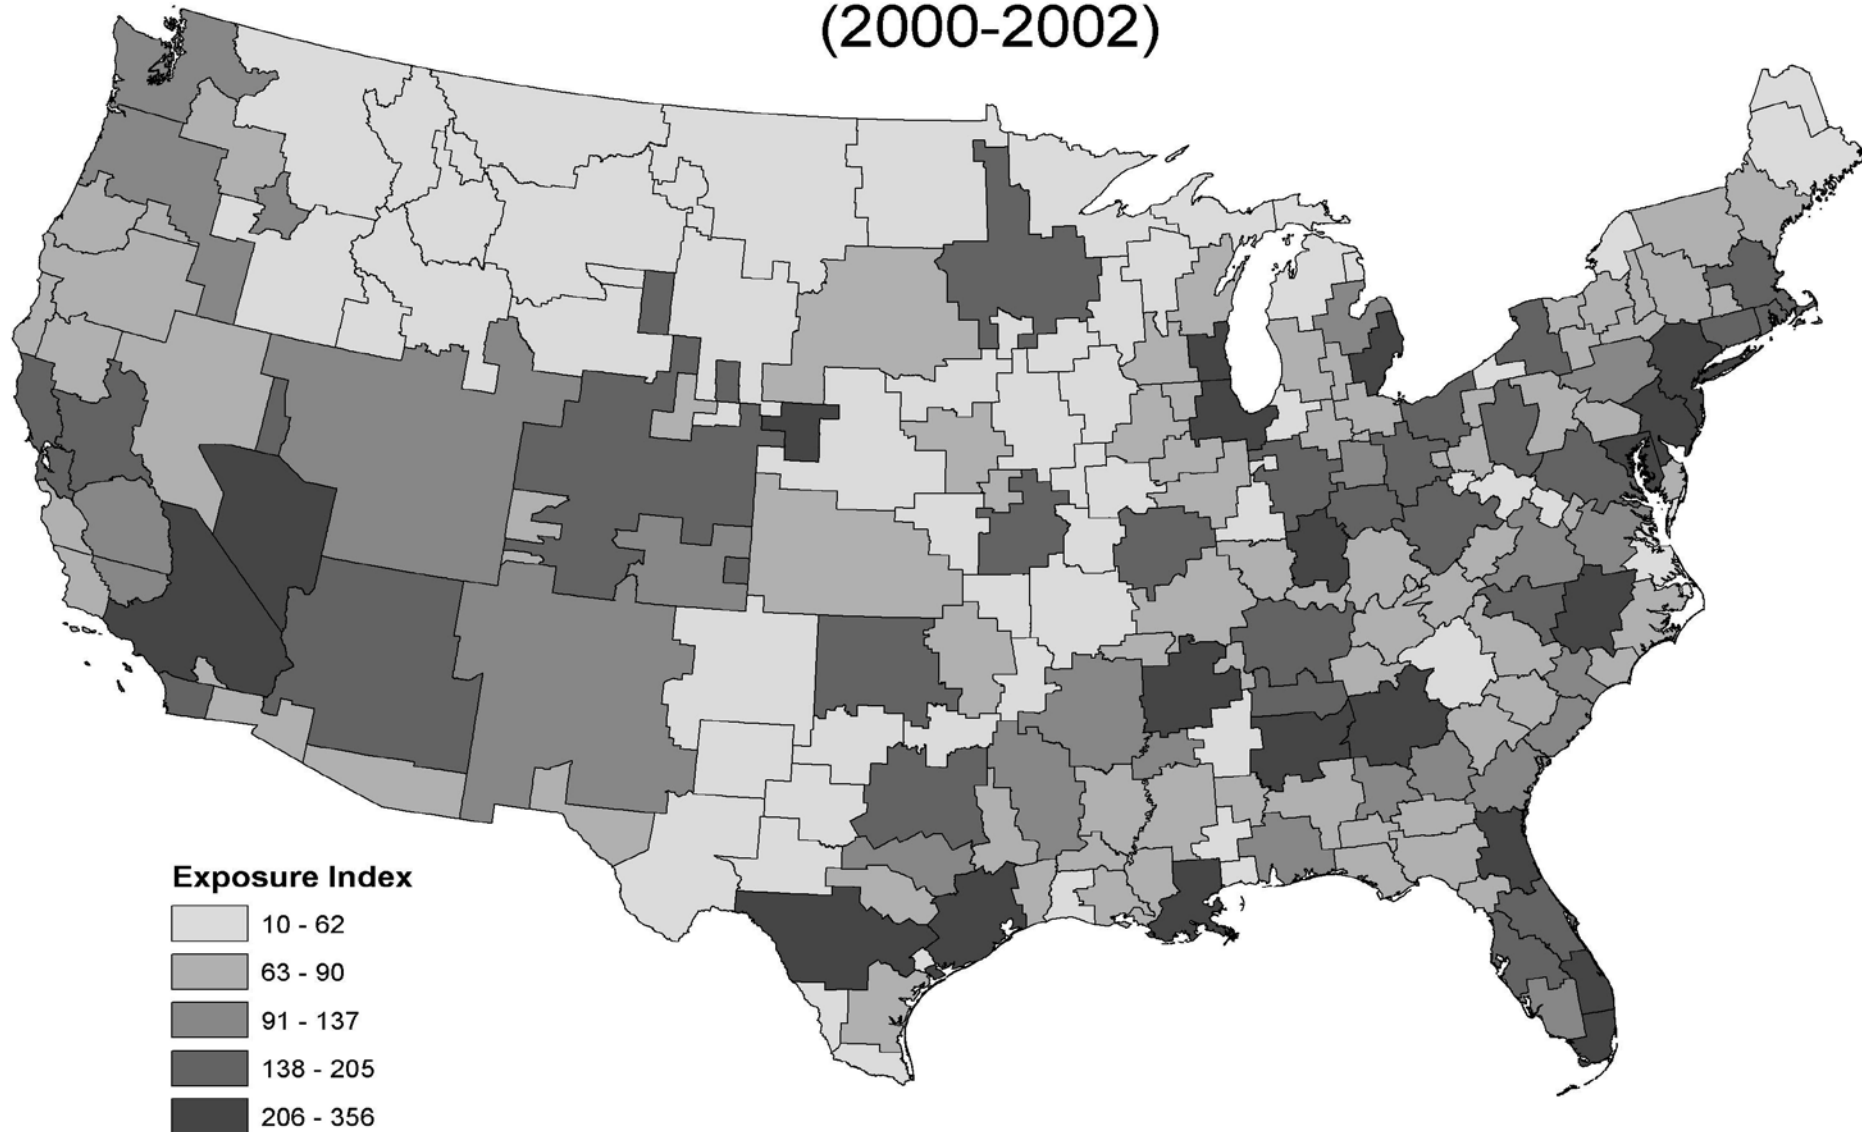 (2000-2002)
Exposure Index
10 - 62
63 - 90
91 - 137
138 - 205
206 - 356